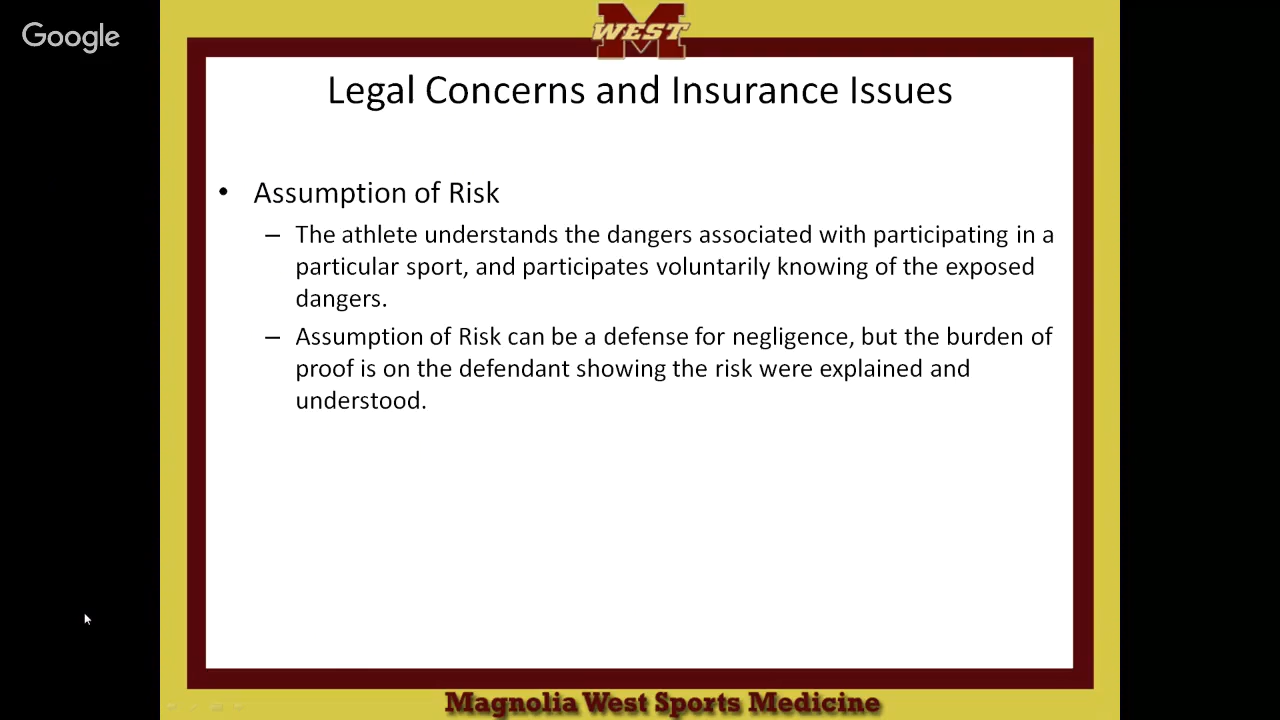 Google
M
WEST
Legal Concerns and Insurance Issues
• Assumption of Risk
– The athlete understands the dangers associated with participating in a
particular sport, and participates voluntarily knowing of the exposed
dangers.
– Assumption of Risk can be a defense for negligence, but the burden of
proof is on the defendant showing the risk were explained and
understood.
Magnolia West Sports Medicine